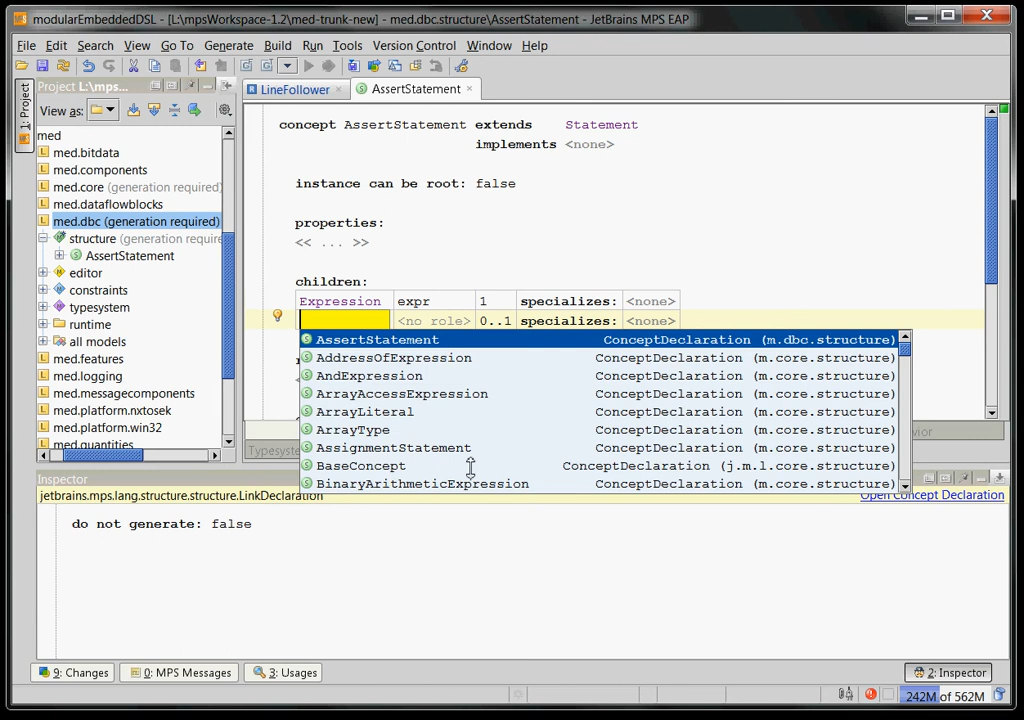 modularEmbeddedDSL - [L:\mpsWorkspace-1.2\med-trunk-new] - med.dbc.structure\AssertStatement - JetBrains MPS EAP
File Edit Search View Go To Generate Build Run Tools Version Control Window Help
1: Project
Project L:\mps...
LineFollower
AssertStatement
View as:
med
med.bitdata
med.components
med.core (generation required)
med.dataflowblocks
med.dbc (generation required)
structure (generation require
AssertStatement
editor
constraints
typesystem
runtime
all models
med.features
med.logging
med.messagecomponents
med.platform.nxtosek
med.platform.win32
med.quantities
concept AssertStatement extends Statement
implements <none>
instance can be root: false
properties:
<< ... >>
children:
Expression expr 1 specializes: <none>
<no role> 0..1 specializes: <none>
AssertStatement ConceptDeclaration (m.dbc.structure)
AddressOfExpression ConceptDeclaration (m.core.structure)
AndExpression ConceptDeclaration (m.core.structure)
ArrayAccessExpression ConceptDeclaration (m.core.structure)
ArrayLiteral ConceptDeclaration (m.core.structure)
ArrayType ConceptDeclaration (m.core.structure)
AssignmentStatement ConceptDeclaration (m.core.structure)
BaseConcept ConceptDeclaration (j.m.l.core.structure)
BinaryArithmeticExpression ConceptDeclaration (m.core.structure)
Typesyste
vior
Inspector
jetbrains.mps.lang.structure.structure.LinkDeclaration
Open Concept Declaration
do not generate: false
9: Changes
0: MPS Messages
3: Usages
2: Inspector
242M of 562M